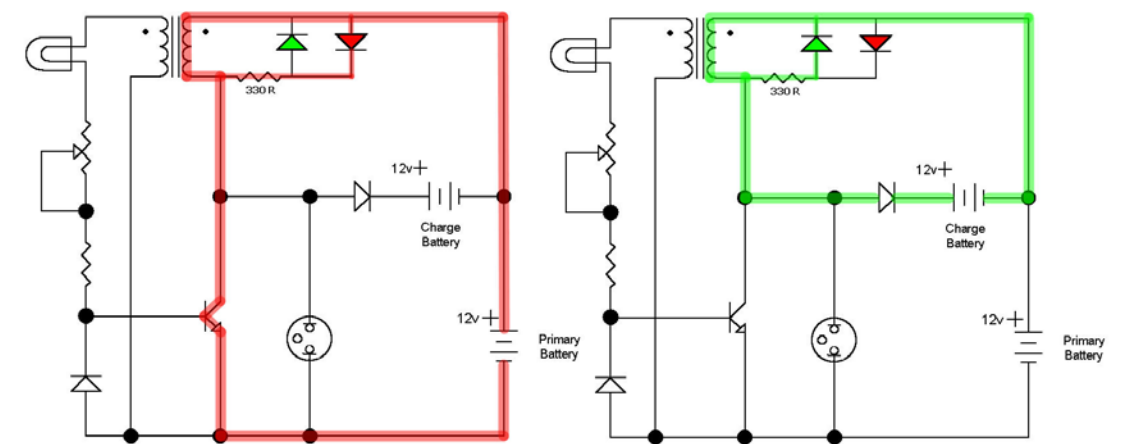 330 R
12v+
Charge
Battery
12v+
Primary
Battery
330 R
12v+
Charge
Battery
12v+
Primary
Battery